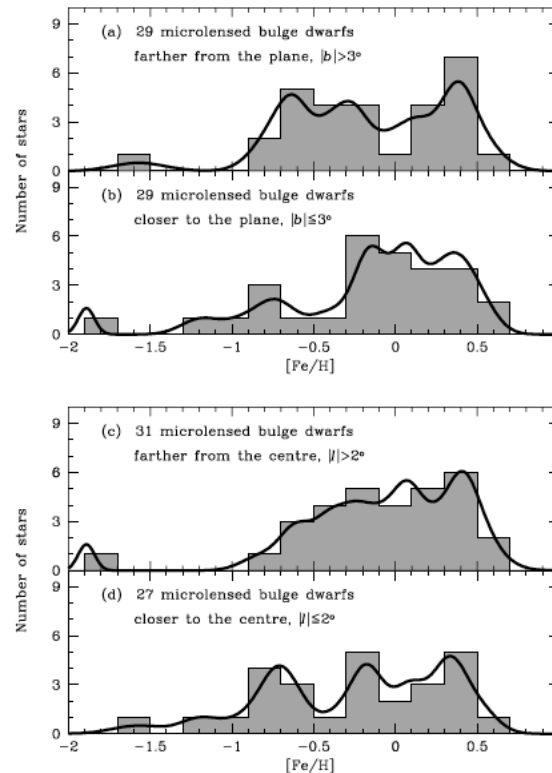 (a) 29 microlensed bulge dwarfs
farther from the plane, |b|>3°
9
6
3
0
Number of stars
(b) 29 microlensed bulge dwarfs
closer to the plane, |b|≦3°
9
6
3
0
-2 -1.5 -1 -0.5 0 0.5
[Fe/H]
(c) 31 microlensed bulge dwarfs
farther from the centre, |l|>2°
9
6
3
0
Number of stars
(d) 27 microlensed bulge dwarfs
closer to the centre, |l|≦2°
9
6
3
0
-2 -1.5 -1 -0.5 0 0.5
[Fe/H]